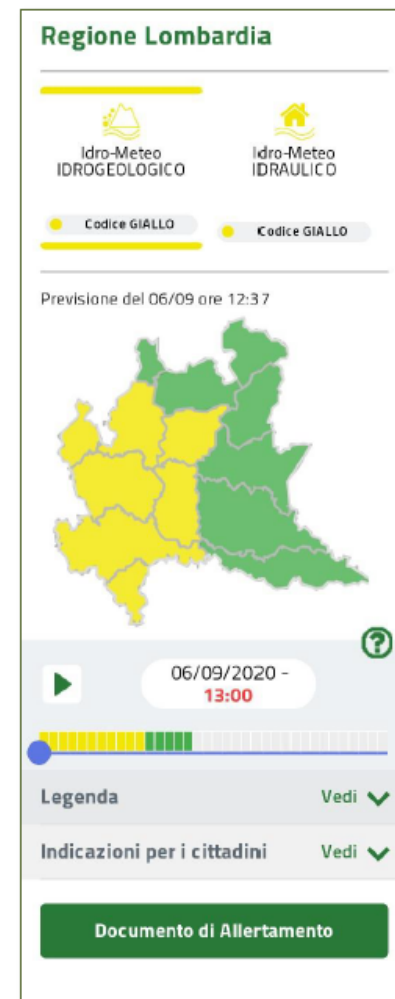 Regione Lombardia
Idro-Meteo
IDROGEOLOGICO
Idro-Meteo
IDRAULICO
Codice GIALLO
Codice GIALLO
Previsione del 06/09 ore 12:37
?
06/09/2020 -
13:00
Legenda Vedi
Indicazioni per i cittadini Vedi
Documento di Allertamento